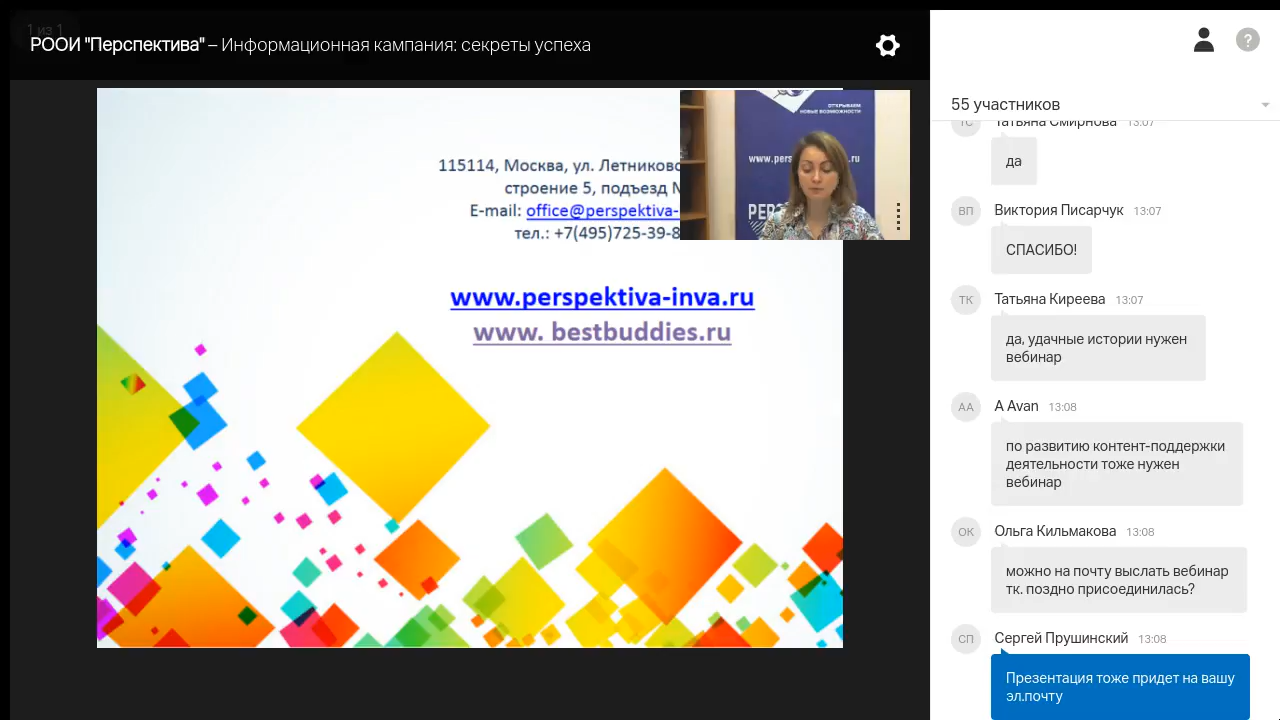 1 из 1
РООИ "Перспектива" – Информационная кампания: секреты успеха
115114, Москва, ул.
строение 5, подъезд
E-mail: office@perspektiva-
тел.: +7(495)725-39-8
www.perspektiva-inva.ru
www. bestbuddies.ru
ОТКРЫВАЕМ
НОВЫЕ ВОЗМОЖНОСТИ
?
55 участников
ТС Татьяна Смирнова 13:07
да
ВП Виктория Писарчук 13:07
СПАСИБО!
ТК Татьяна Киреева 13:07
да, удачные истории нужен
вебинар
АА A Avan 13:08
по развитию контент-поддержки
деятельности тоже нужен
вебинар
ОК Ольга Кильмакова 13:08
можно на почту выслать вебинар
тк. поздно присоединилась?
СП Сергей Прушинский 13:08
Презентация тоже придет на вашу
эл.почту